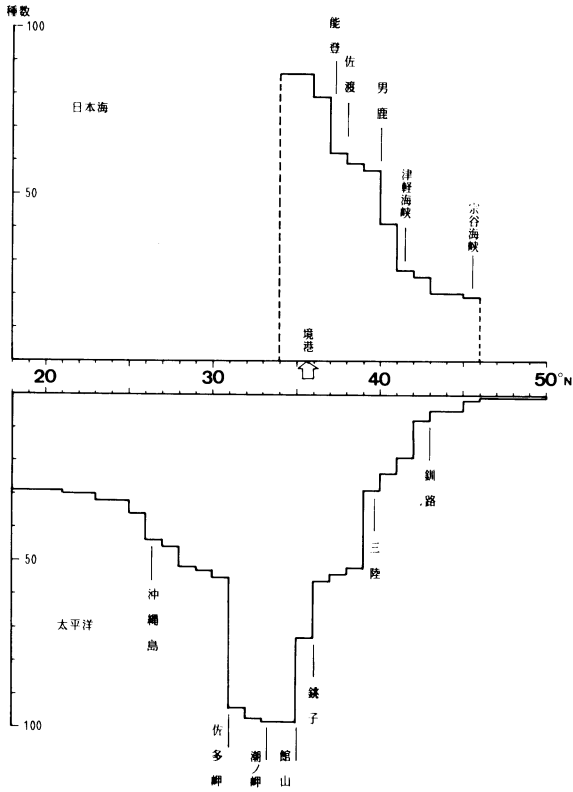 種数
100
能登
佐渡
男鹿
日本海
50
津軽海峡
宗谷海峡
境港
20
30
40
50°N
釧路
50
三陸
沖縄島
太平洋
銚子
100
佐多岬
潮ノ岬
館山